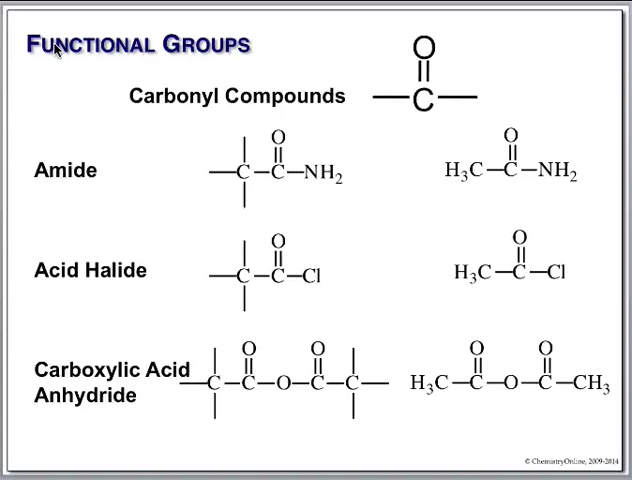 FUNCTIONAL GROUPS
O
Carbonyl Compounds
C
Amide
O
C C NH2
O
H3C C NH2
Acid Halide
O
C C Cl
O
H3C C Cl
Carboxylic Acid
Anhydride
O O
C C O C C
O O
H3C C O C CH3
© ChemistryOnline, 2009-2014